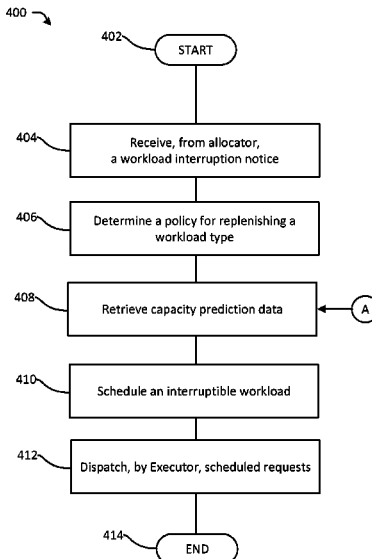 400
402
START
404
Receive, from allocator,
a workload interruption notice
406
Determine a policy for replenishing a
workload type
408
Retrieve capacity prediction data
A
410
Schedule an interruptible workload
412
Dispatch, by Executor, scheduled requests
414
END